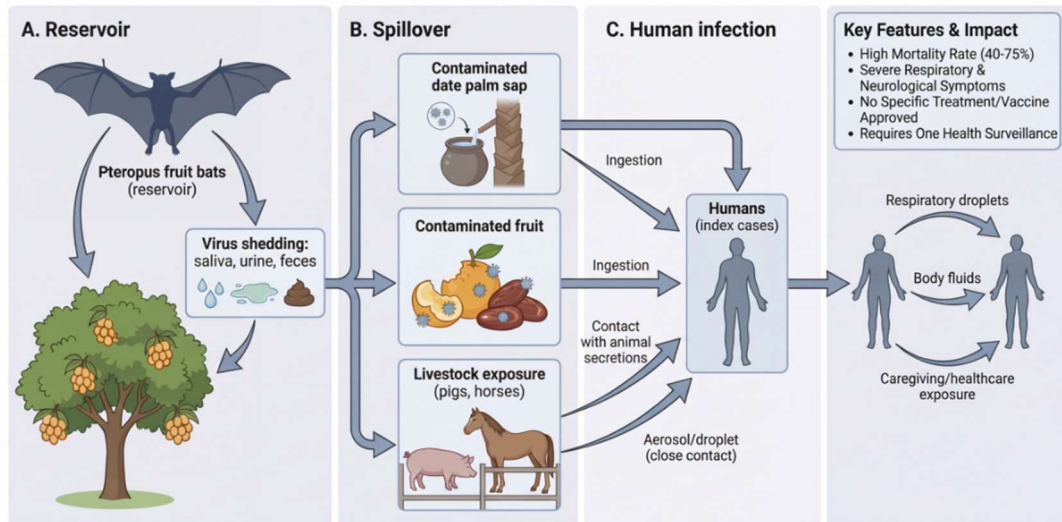 A. Reservoir
Pteropus fruit bats
(reservoir)
Virus shedding:
saliva, urine, feces
B. Spillover
Contaminated
date palm sap
Contaminated fruit
Livestock exposure
(pigs, horses)
C. Human infection
Ingestion
Ingestion
Contact
with animal
secretions
Aerosol/droplet
(close contact)
Humans
(index cases)
Key Features & Impact
• High Mortality Rate (40-75%)
• Severe Respiratory &
Neurological Symptoms
• No Specific Treatment/Vaccine
Approved
• Requires One Health Surveillance
Respiratory droplets
Body fluids
Caregiving/healthcare
exposure